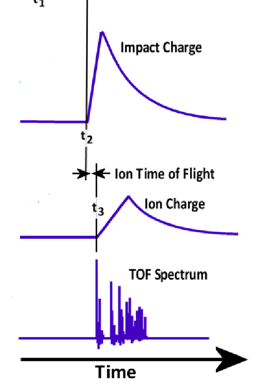 t1
Impact Charge
t2
Ion Time of Flight
t3
Ion Charge
TOF Spectrum
Time